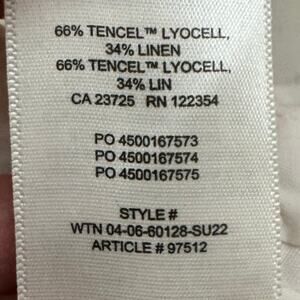 66% TENCEL™ LYOCELL,
34% LINEN
66% TENCEL™ LYOCELL,
34% LIN
CA 23725 RN 122354
PO 4500167573
PO 4500167574
PO 4500167575
STYLE #
WTN 04-06-60128-SU22
ARTICLE # 97512